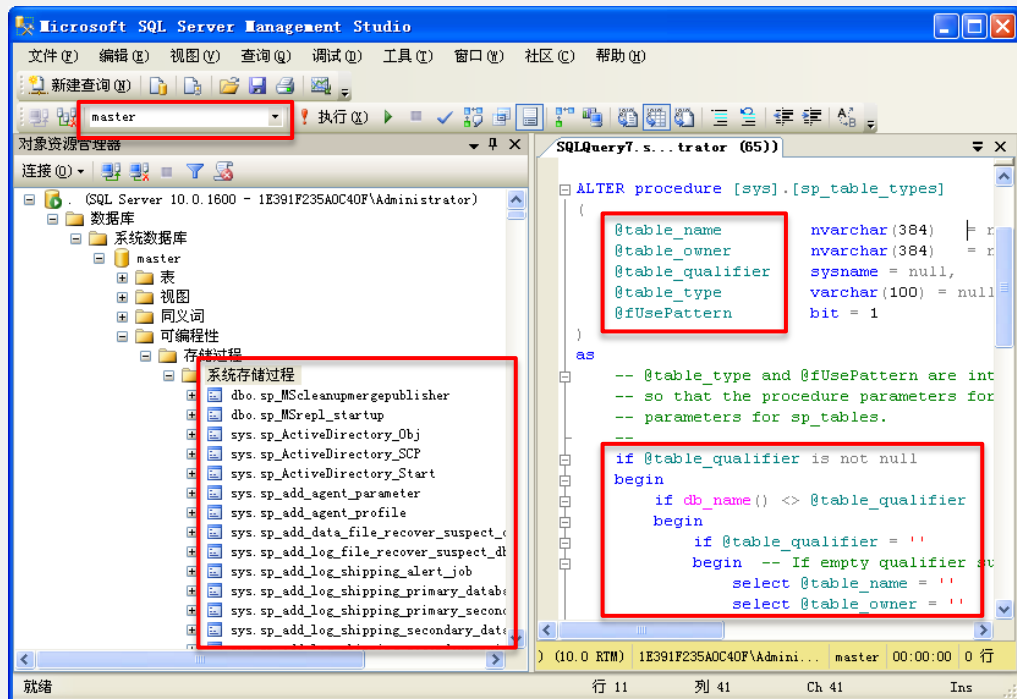 Microsoft SQL Server Management Studio
文件(F) 编辑(E) 视图(V) 查询(Q) 调试(D) 工具(T) 窗口(W) 社区(C) 帮助(H)
新建查询(N)
master 执行(X)
对象资源管理器
连接(O)
. (SQL Server 10.0.1600 - 1E391F235A0C40F\Administrator)
数据库
系统数据库
master
表
视图
同义词
可编程性
存储过程
系统存储过程
dbo.sp_MScleanupmergepublisher
dbo.sp_MSrepl_startup
sys.sp_ActiveDirectory_Obj
sys.sp_ActiveDirectory_SCP
sys.sp_ActiveDirectory_Start
sys.sp_add_agent_parameter
sys.sp_add_agent_profile
sys.sp_add_data_file_recover_suspect_
sys.sp_add_log_file_recover_suspect_db
sys.sp_add_log_shipping_alert_job
sys.sp_add_log_shipping_primary_databa
sys.sp_add_log_shipping_primary_secon
sys.sp_add_log_shipping_secondary_data
SQLQuery7.s...trator (65))
ALTER procedure [sys].[sp_table_types]
(
@table_name nvarchar(384) = n
@table_owner nvarchar(384) = n
@table_qualifier sysname = null,
@table_type varchar(100) = null
@fUsePattern bit = 1
)
as
-- @table_type and @fUsePattern are int
-- so that the procedure parameters for
-- parameters for sp_tables.
--
if @table_qualifier is not null
begin
if db_name() <> @table_qualifier
begin
if @table_qualifier = ''
begin -- If empty qualifier su
select @table_name = ''
select @table_owner = ''
) (10.0 RTM) 1E391F235A0C40F\Admini... master 00:00:00 0 行
就绪 行 11 列 41 Ch 41 Ins